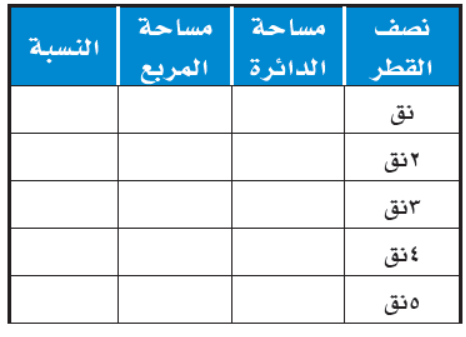 نصف القطر	مساحة الدائرة	مساحة المربع	النسبة
نق
٢نق
٣نق
٤نق
٥نق